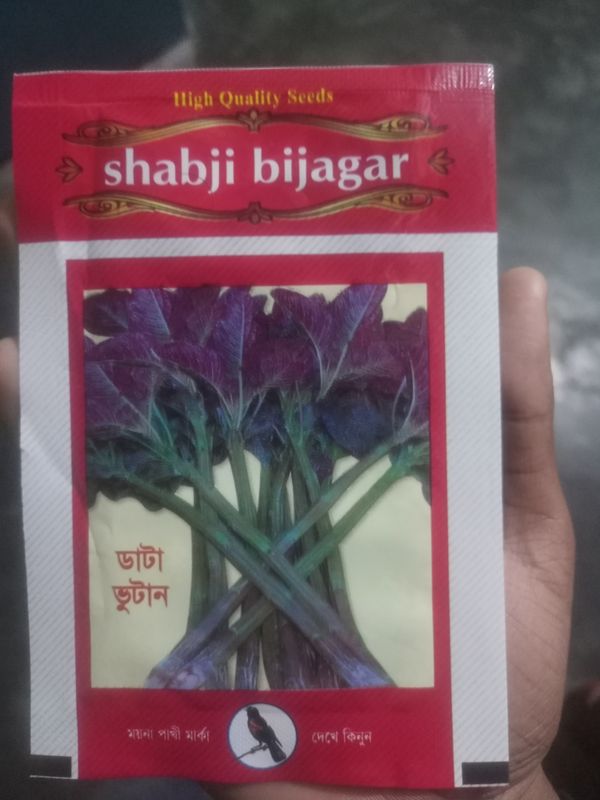 High Quality Seeds
shabji bijagar
ডাটা
ভুটান
ময়না পাখী মার্কা দেখে কিনুন